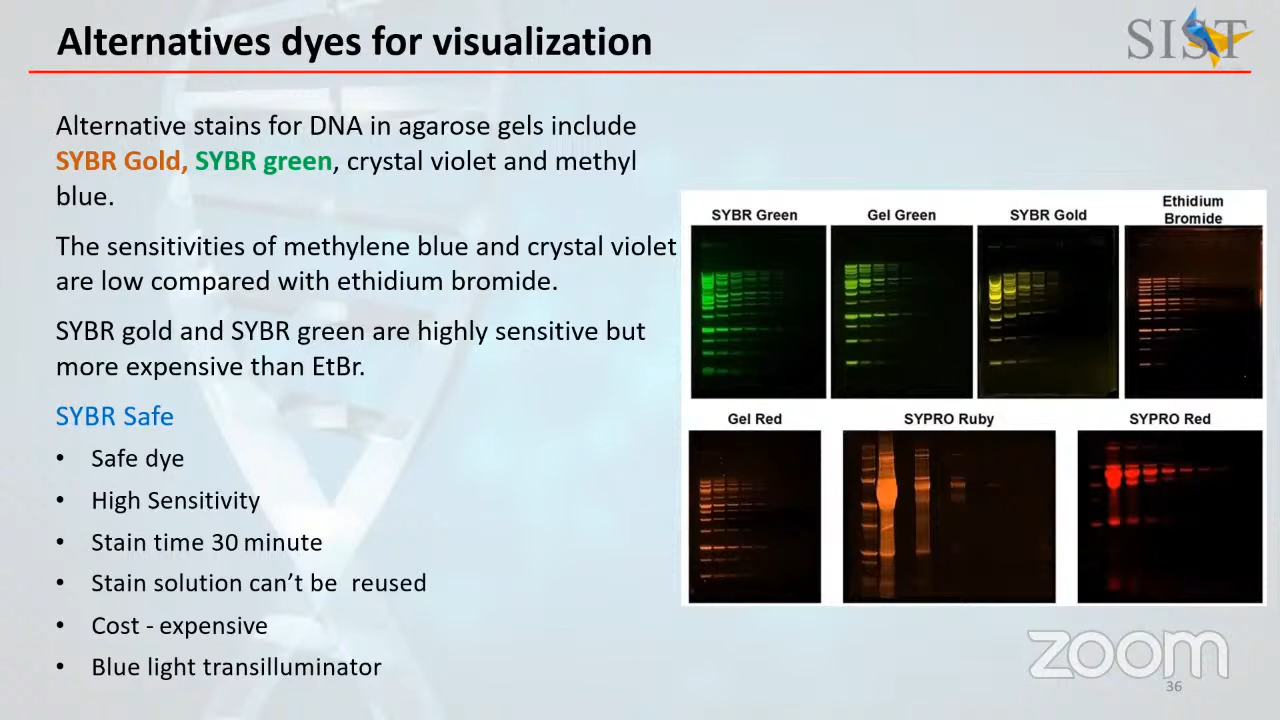 Alternatives dyes for visualization
SIST
Alternative stains for DNA in agarose gels include
SYBR Gold, SYBR green, crystal violet and methyl
blue.
The sensitivities of methylene blue and crystal violet
are low compared with ethidium bromide.
SYBR gold and SYBR green are highly sensitive but
more expensive than EtBr.
SYBR Safe
• Safe dye
• High Sensitivity
• Stain time 30 minute
• Stain solution can’t be reused
• Cost - expensive
• Blue light transilluminator
SYBR Green
Gel Green
SYBR Gold
Ethidium
Bromide
Gel Red
SYPRO Ruby
SYPRO Red
zoom
36